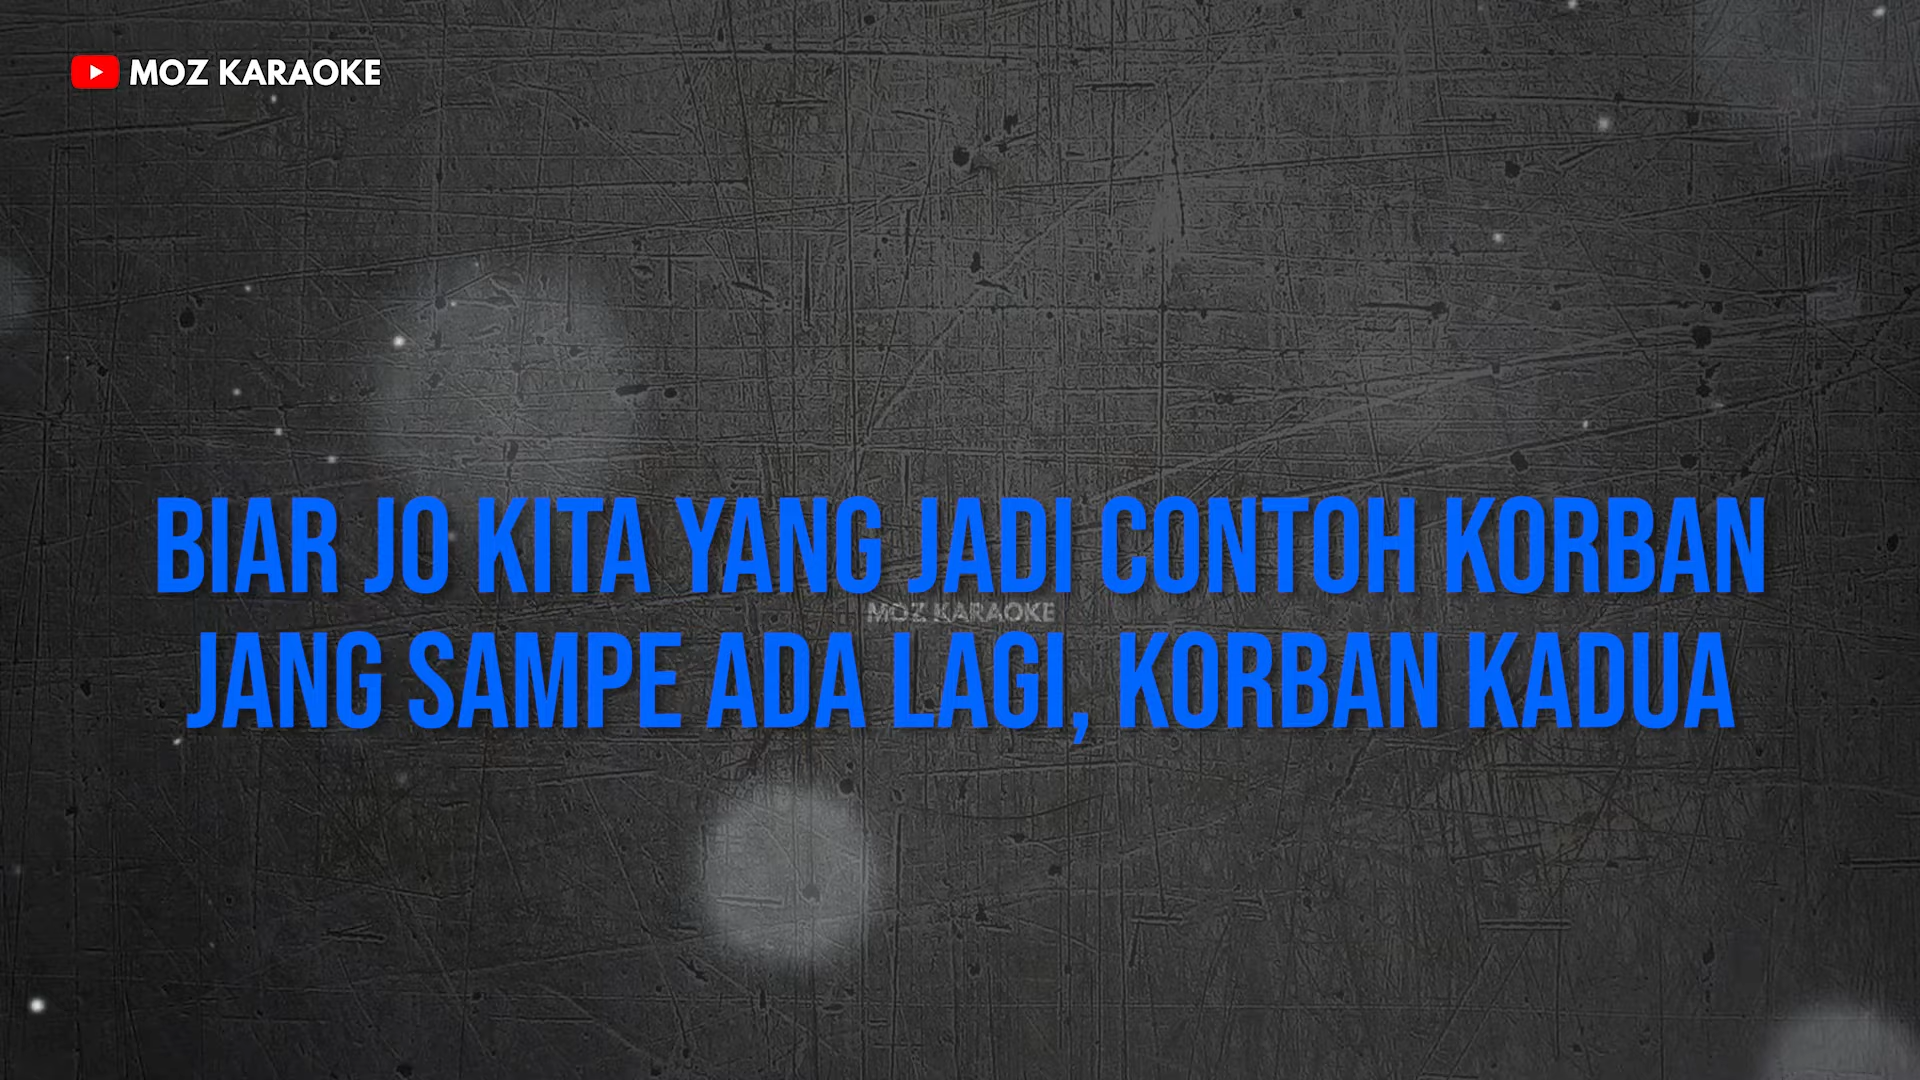 MOZ KARAOKE
BIAR JO KITA YANG JADI CONTOH KORBAN
MOZ KARAOKE
JANG SAMPE ADA LAGI, KORBAN KADUA